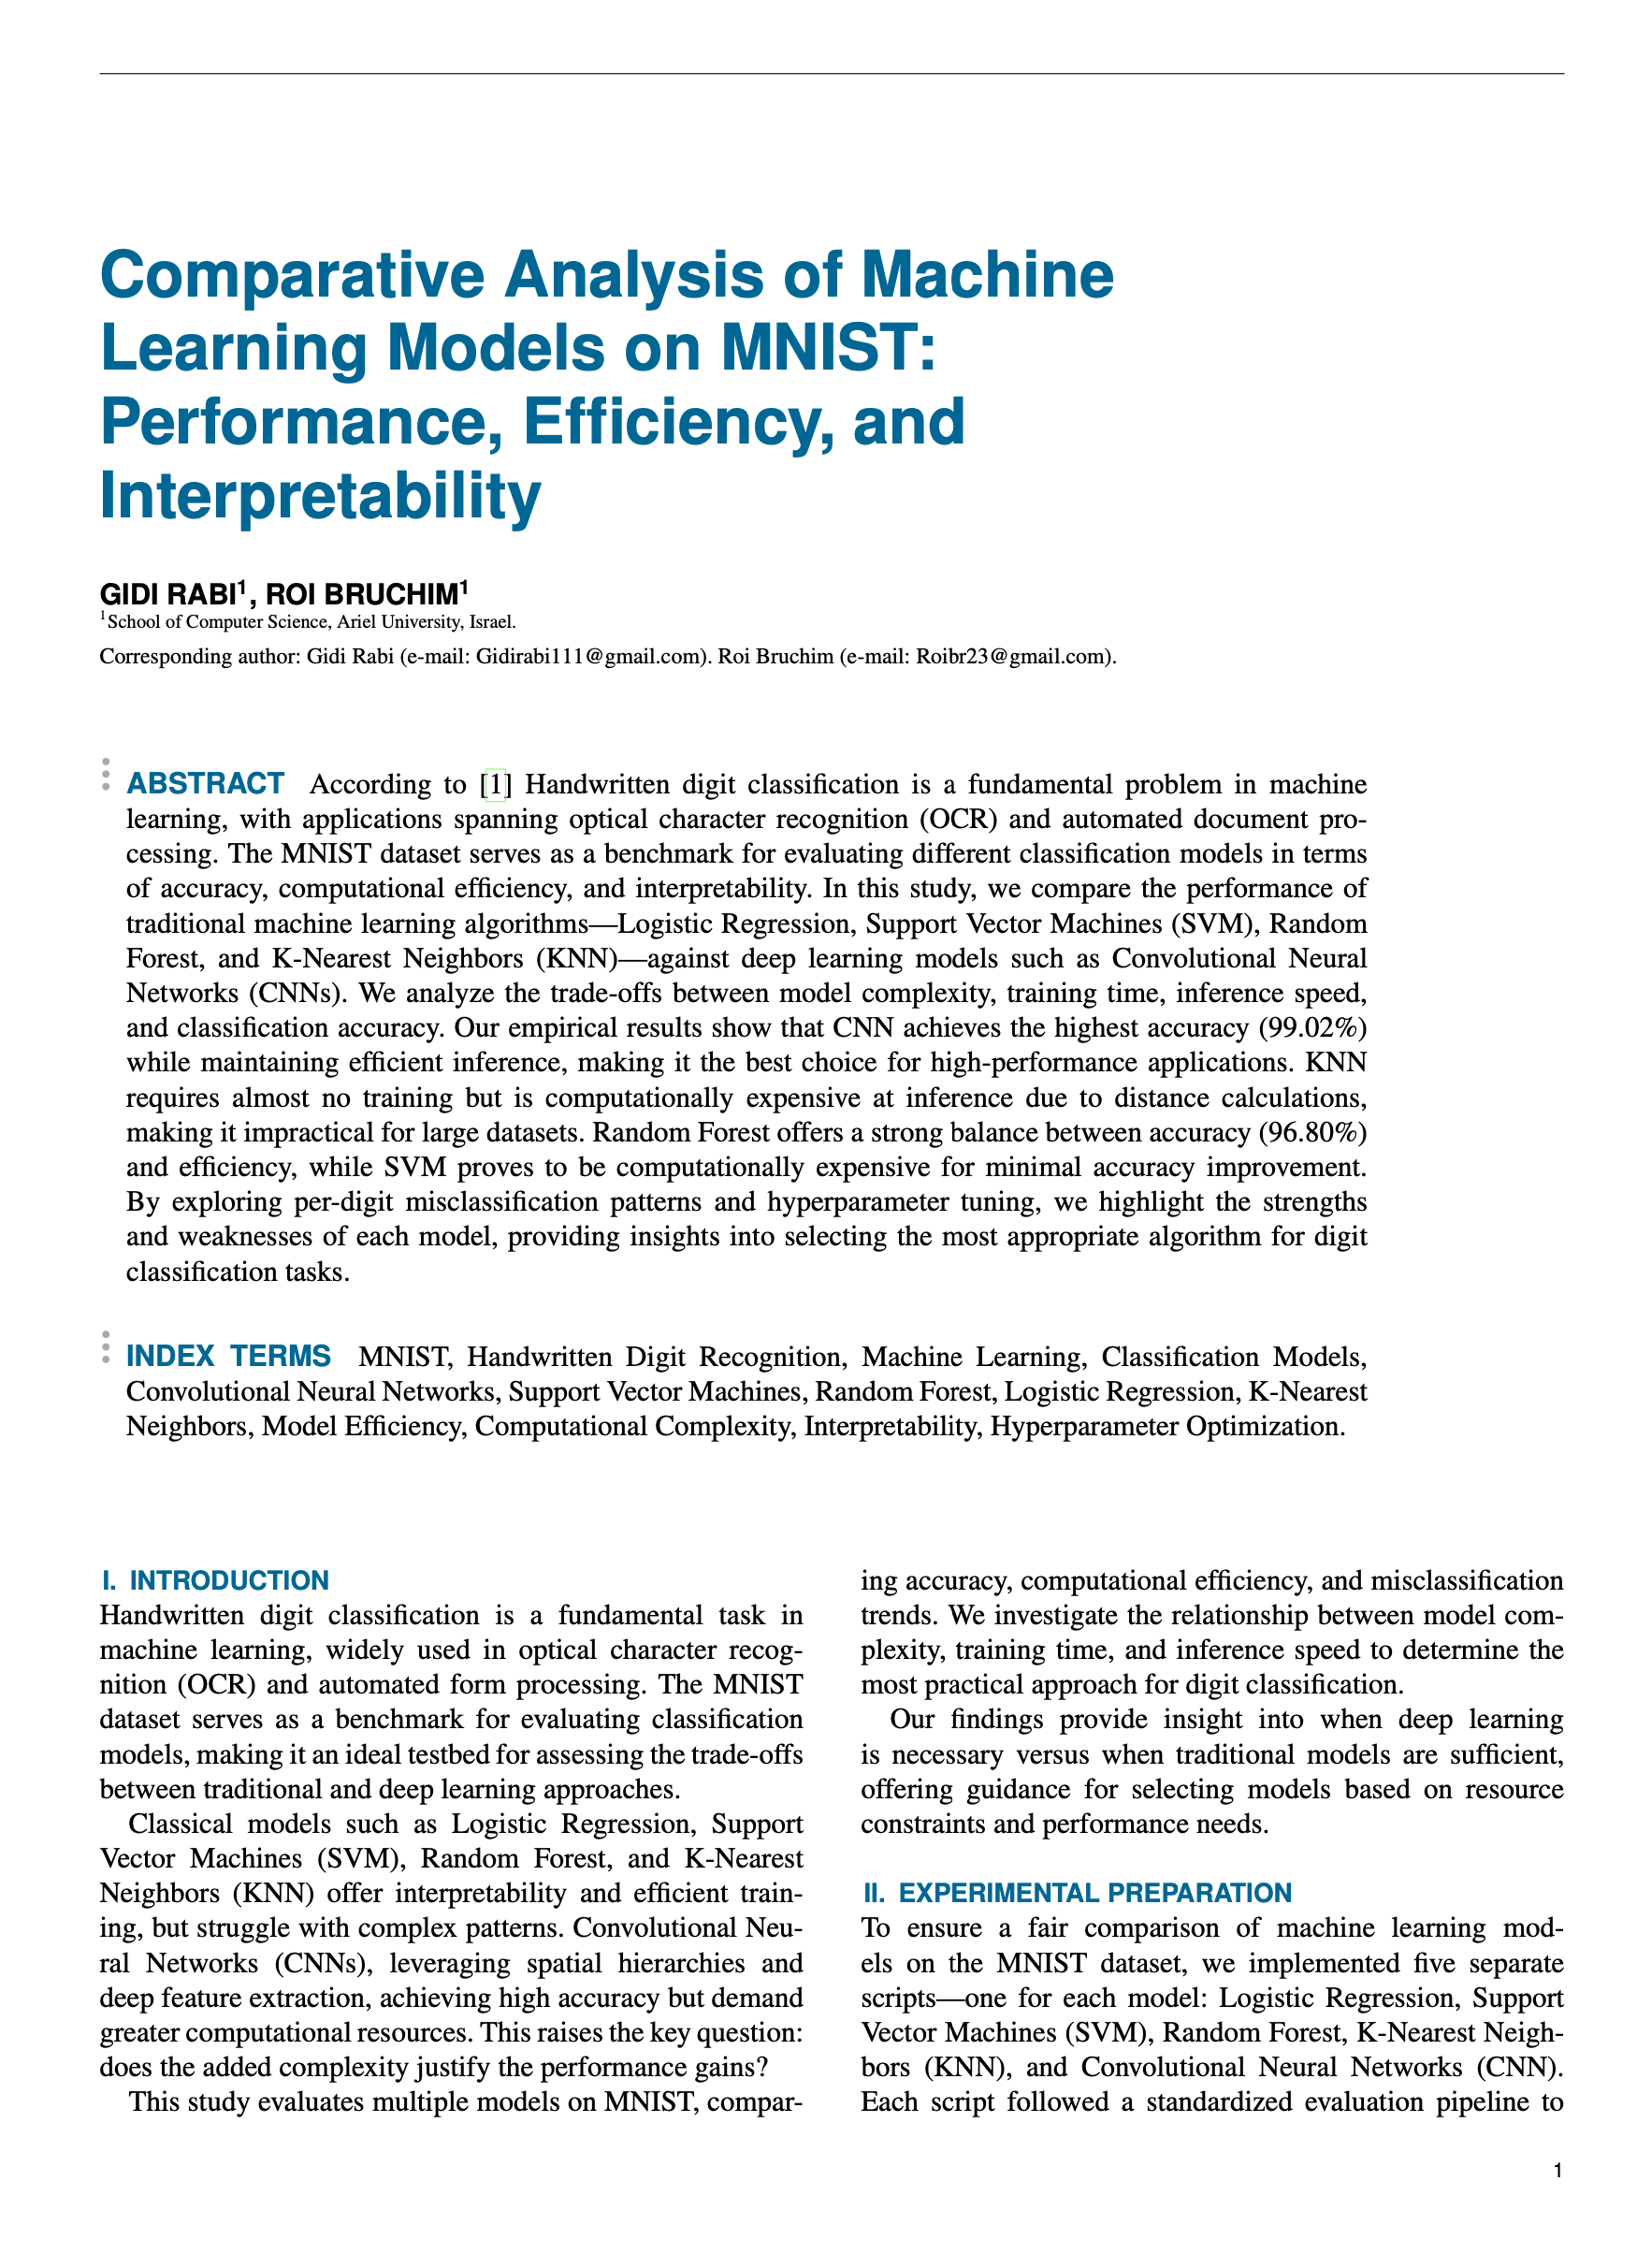 Comparative Analysis of Machine
Learning Models on MNIST:
Performance, Efficiency, and
Interpretability
GIDI RABI1, ROI BRUCHIM1
1School of Computer Science, Ariel University, Israel.
Corresponding author: Gidi Rabi (e-mail: Gidirabi111@gmail.com). Roi Bruchim (e-mail: Roibr23@gmail.com).
ABSTRACT According to [1] Handwritten digit classification is a fundamental problem in machine
learning, with applications spanning optical character recognition (OCR) and automated document pro-
cessing. The MNIST dataset serves as a benchmark for evaluating different classification models in terms
of accuracy, computational efficiency, and interpretability. In this study, we compare the performance of
traditional machine learning algorithms—Logistic Regression, Support Vector Machines (SVM), Random
Forest, and K-Nearest Neighbors (KNN)—against deep learning models such as Convolutional Neural
Networks (CNNs). We analyze the trade-offs between model complexity, training time, inference speed,
and classification accuracy. Our empirical results show that CNN achieves the highest accuracy (99.02%)
while maintaining efficient inference, making it the best choice for high-performance applications. KNN
requires almost no training but is computationally expensive at inference due to distance calculations,
making it impractical for large datasets. Random Forest offers a strong balance between accuracy (96.80%)
and efficiency, while SVM proves to be computationally expensive for minimal accuracy improvement.
By exploring per-digit misclassification patterns and hyperparameter tuning, we highlight the strengths
and weaknesses of each model, providing insights into selecting the most appropriate algorithm for digit
classification tasks.
INDEX TERMS MNIST, Handwritten Digit Recognition, Machine Learning, Classification Models,
Convolutional Neural Networks, Support Vector Machines, Random Forest, Logistic Regression, K-Nearest
Neighbors, Model Efficiency, Computational Complexity, Interpretability, Hyperparameter Optimization.
I. INTRODUCTION
Handwritten digit classification is a fundamental task in
machine learning, widely used in optical character recog-
nition (OCR) and automated form processing. The MNIST
dataset serves as a benchmark for evaluating classification
models, making it an ideal testbed for assessing the trade-offs
between traditional and deep learning approaches.
Classical models such as Logistic Regression, Support
Vector Machines (SVM), Random Forest, and K-Nearest
Neighbors (KNN) offer interpretability and efficient train-
ing, but struggle with complex patterns. Convolutional Neu-
ral Networks (CNNs), leveraging spatial hierarchies and
deep feature extraction, achieving high accuracy but demand
greater computational resources. This raises the key question:
does the added complexity justify the performance gains?
This study evaluates multiple models on MNIST, compar-
ing accuracy, computational efficiency, and misclassification
trends. We investigate the relationship between model com-
plexity, training time, and inference speed to determine the
most practical approach for digit classification.
Our findings provide insight into when deep learning
is necessary versus when traditional models are sufficient,
offering guidance for selecting models based on resource
constraints and performance needs.
II. EXPERIMENTAL PREPARATION
To ensure a fair comparison of machine learning mod-
els on the MNIST dataset, we implemented five separate
scripts—one for each model: Logistic Regression, Support
Vector Machines (SVM), Random Forest, K-Nearest Neigh-
bors (KNN), and Convolutional Neural Networks (CNN).
Each script followed a standardized evaluation pipeline to
1